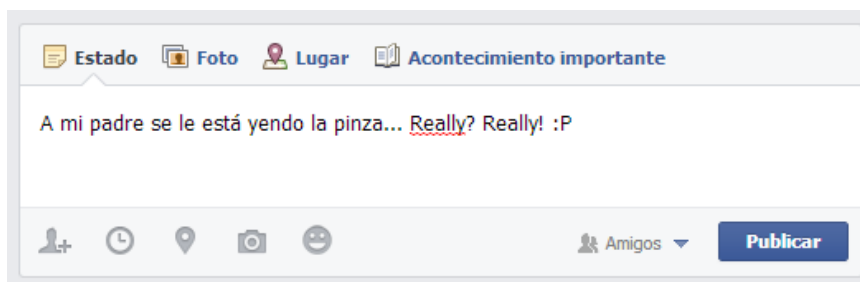 Estado Foto Lugar Acontecimiento importante
A mi padre se le está yendo la pinza... Really? Really! :P
Amigos Publicar